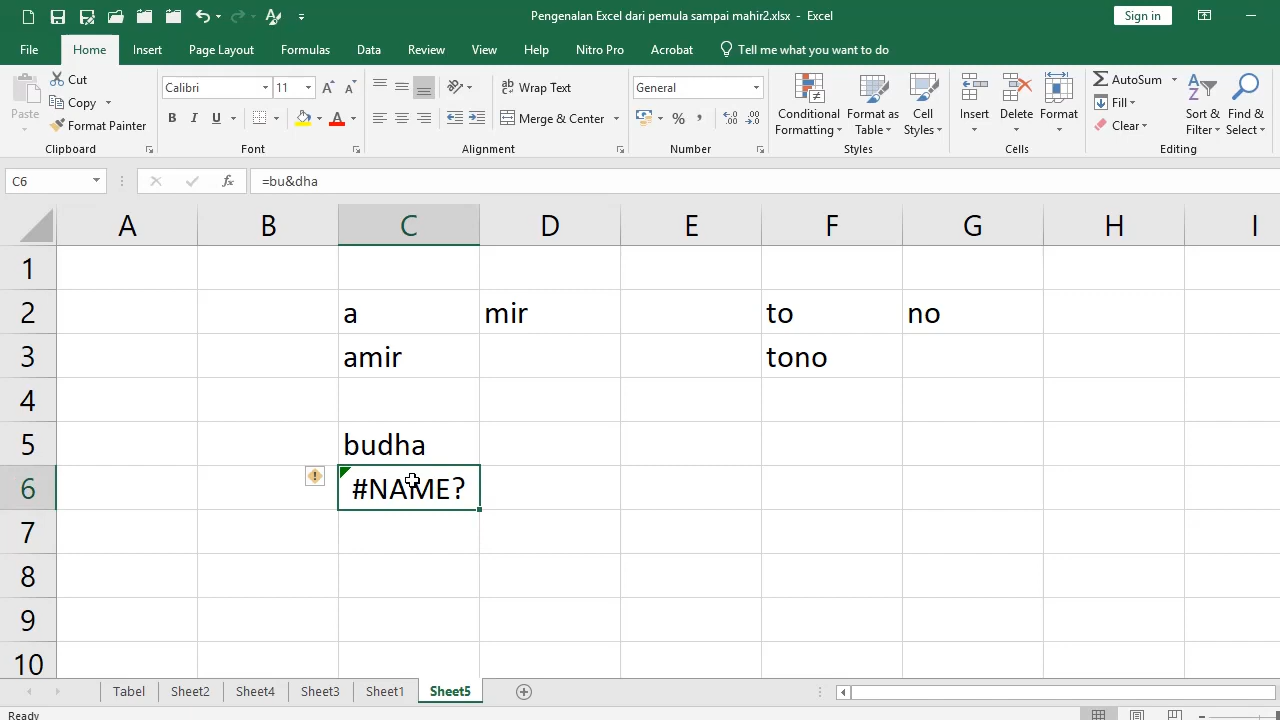 Pengenalan Excel dari pemula sampai mahir2.xlsx - Excel
Sign in
File Home Insert Page Layout Formulas Data Review View Help Nitro Pro Acrobat Tell me what you want to do
Paste
Cut
Copy
Format Painter
Clipboard
Calibri 11
B I U
Font
Wrap Text
Merge & Center
Alignment
General
%
Number
Conditional Formatting
Format as Table
Cell Styles
Styles
Insert Delete Format
Cells
AutoSum
Fill
Clear
Sort & Filter
Find & Select
Editing
C6 fx =bu&dha
A B C D E F G H I
1
2 a mir to no
3 amir tono
4
5 budha
6 #NAME?
7
8
9
10
Tabel Sheet2 Sheet4 Sheet3 Sheet1 Sheet5
Ready